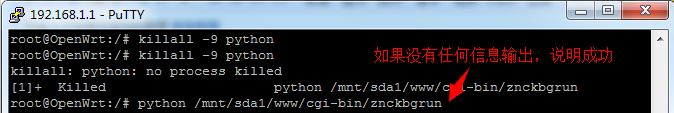 192.168.1.1 - PuTTY
root@OpenWrt:/# killall -9 python
root@OpenWrt:/# killall -9 python
如果没有任何信息输出，说明成功
killall: python: no process killed
[1]+  Killed                  python /mnt/sda1/www/cgi-bin/znckbgrun
root@OpenWrt:/# python /mnt/sda1/www/cgi-bin/znckbgrun